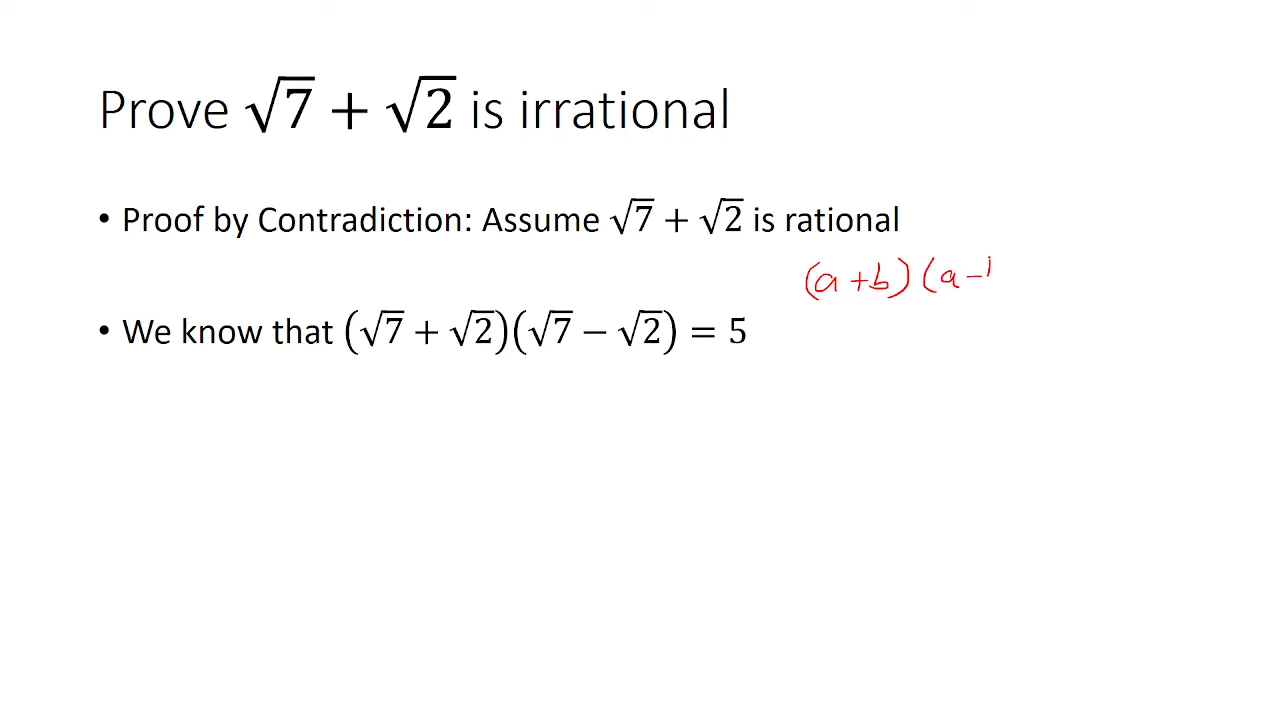 Prove √7 + √2 is irrational
• Proof by Contradiction: Assume √7 + √2 is rational
(a+b)(a-
• We know that (√7 + √2)(√7 − √2) = 5